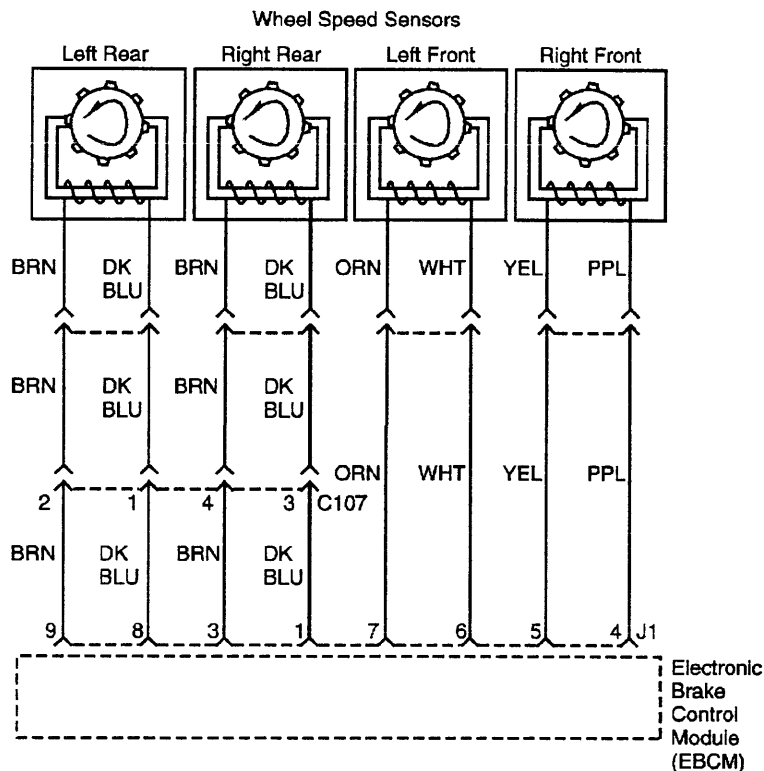 Wheel Speed Sensors
Left Rear Right Rear Left Front Right Front
BRN DK BLU BRN DK BLU ORN WHT YEL PPL
BRN DK BLU BRN DK BLU
ORN WHT YEL PPL
2 1 4 3 C107
BRN DK BLU BRN DK BLU
9 8 3 1 7 6 5 4 J1
Electronic
Brake
Control
Module
(EBCM)